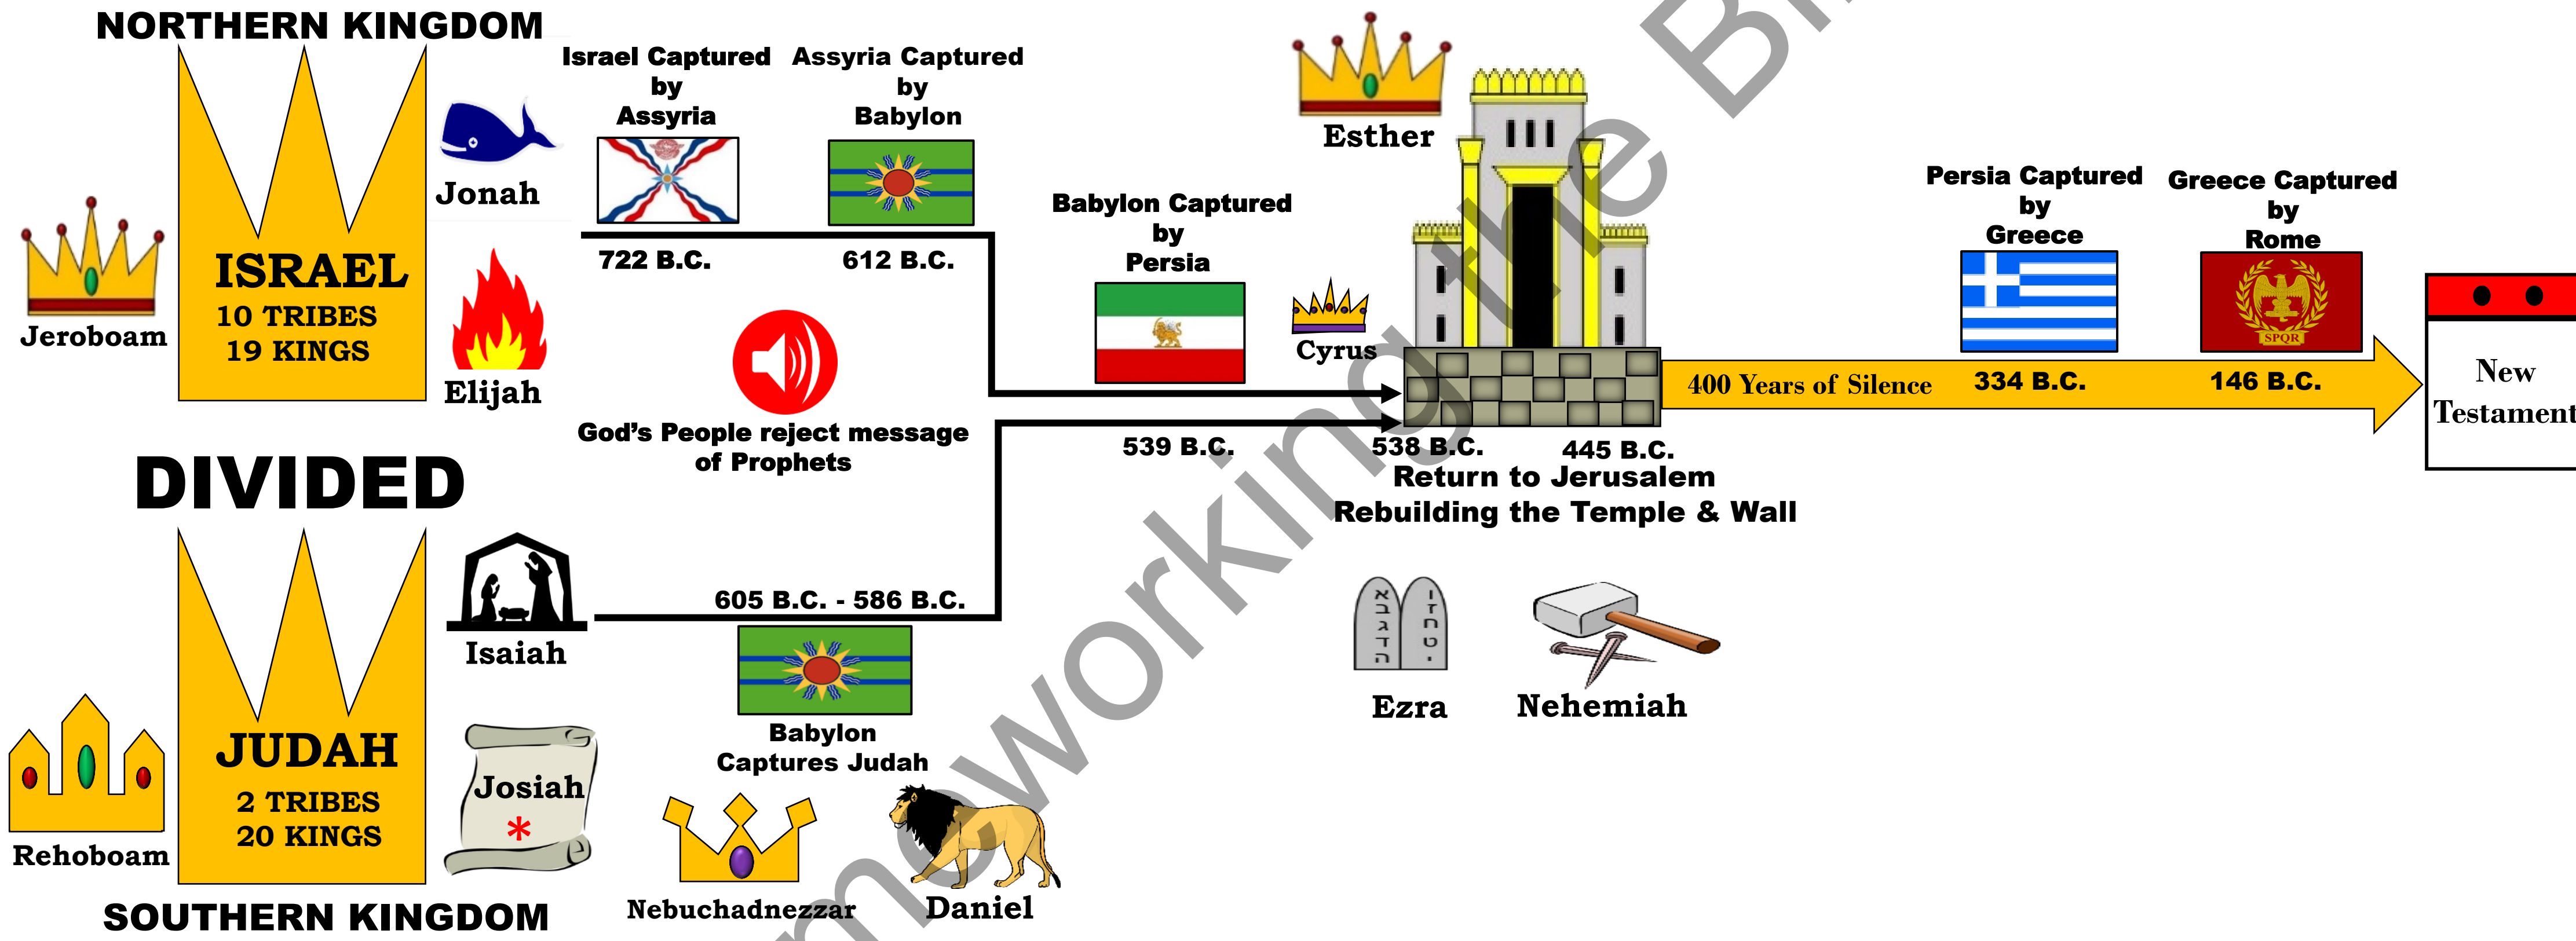 NORTHERN KINGDOM
Jeroboam
ISRAEL
10 TRIBES
19 KINGS
Jonah
Elijah
Israel Captured
by
Assyria
722 B.C.
Assyria Captured
by
Babylon
612 B.C.
God's People reject message
of Prophets
DIVIDED
Rehoboam
JUDAH
2 TRIBES
20 KINGS
SOUTHERN KINGDOM
Isaiah
Josiah
*
605 B.C. - 586 B.C.
Babylon
Captures Judah
Nebuchadnezzar
Daniel
Babylon Captured
by
Persia
539 B.C.
Esther
Cyrus
538 B.C.
445 B.C.
Return to Jerusalem
Rebuilding the Temple & Wall
א
ב
ג
ד
ה
ו
ז
ח
ט
י
Ezra
Nehemiah
400 Years of Silence
Persia Captured
by
Greece
334 B.C.
Greece Captured
by
Rome
SPQR
146 B.C.
New
Testament
meworking the B